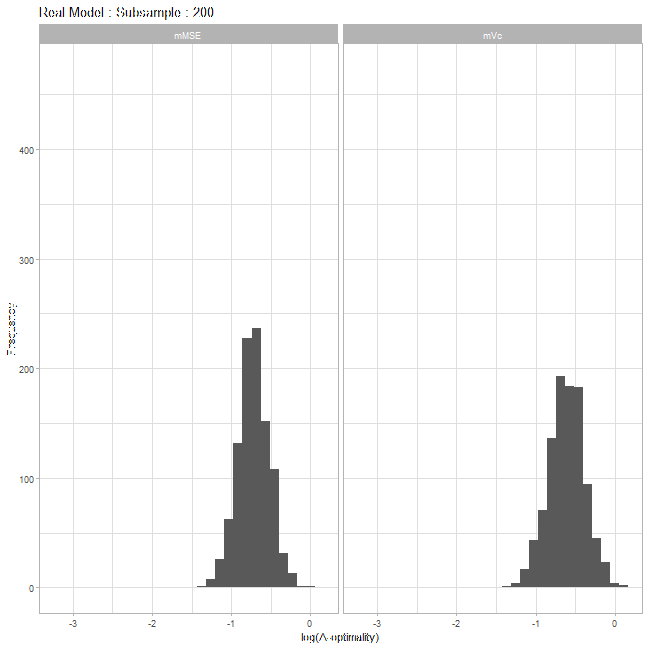 Real Model : Subsample : 200
mMSE
mVc
400
300
200
100
0
Frequency
-3 -2 -1 0
-3 -2 -1 0
log(A-optimality)